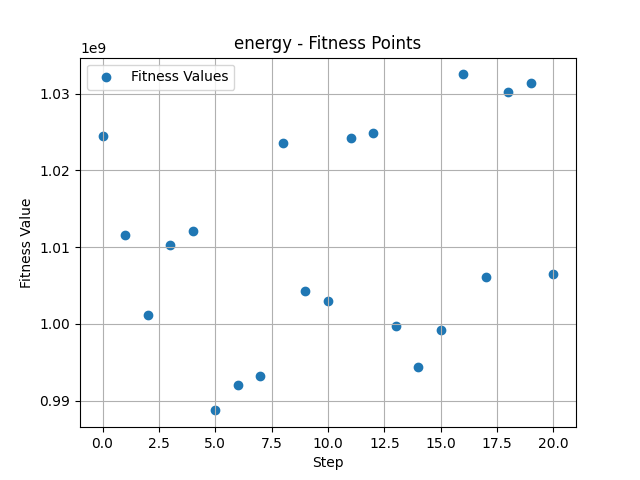 energy - Fitness Points
1e9
Fitness Values
1.03
1.02
1.01
1.00
0.99
Fitness Value
0.0 2.5 5.0 7.5 10.0 12.5 15.0 17.5 20.0
Step